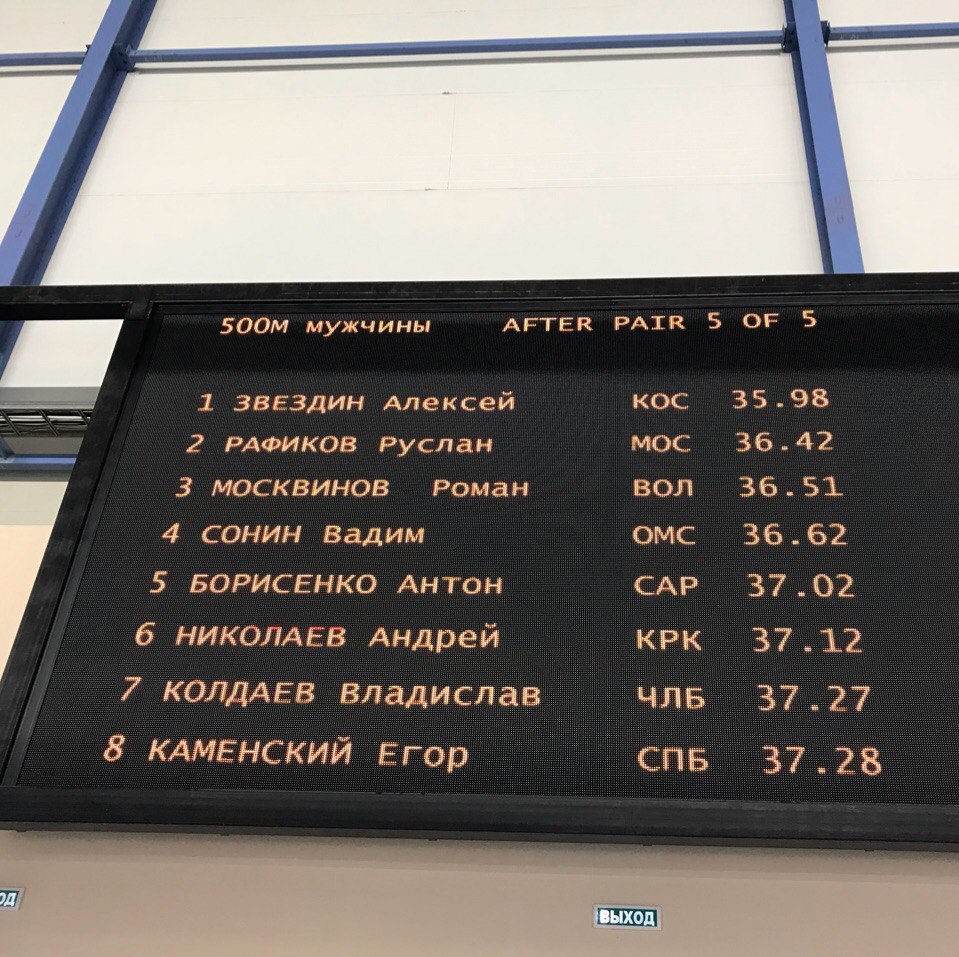 500м мужчины AFTER PAIR 5 OF 5
1 ЗВЕЗДИН Алексей КОС 35.98
2 РАФИКОВ Руслан МОС 36.42
3 МОСКВИНОВ Роман ВОЛ 36.51
4 СОНИН Вадим ОМС 36.62
5 БОРИСЕНКО Антон САР 37.02
6 НИКОЛАЕВ Андрей КРК 37.12
7 КОЛДАЕВ Владислав ЧЛБ 37.27
8 КАМЕНСКИЙ Егор СПБ 37.28
ОД
ВЫХОД